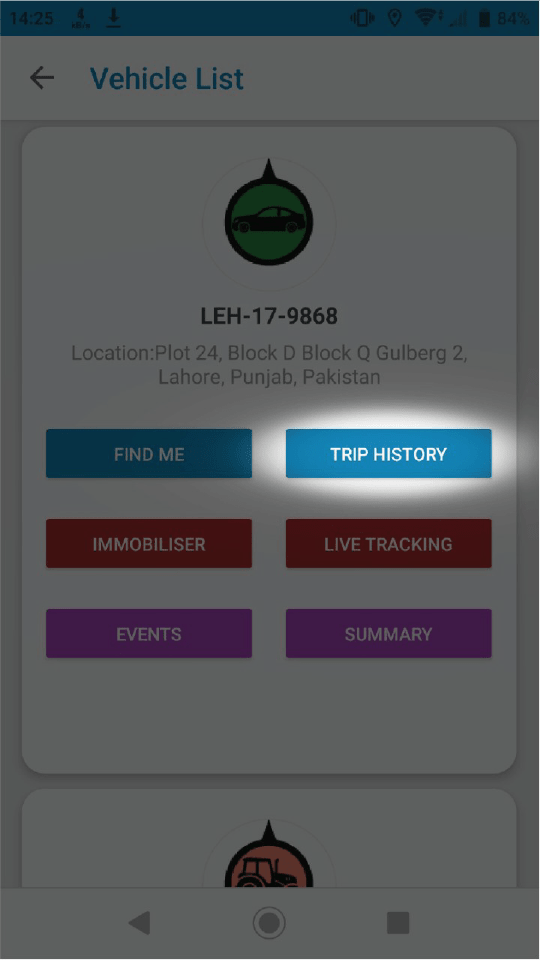 14:25
84%
Vehicle List
LEH-17-9868
Location:Plot 24, Block D Block Q Gulberg 2,
Lahore, Punjab, Pakistan
FIND ME
TRIP HISTORY
IMMOBILISER
LIVE TRACKING
EVENTS
SUMMARY